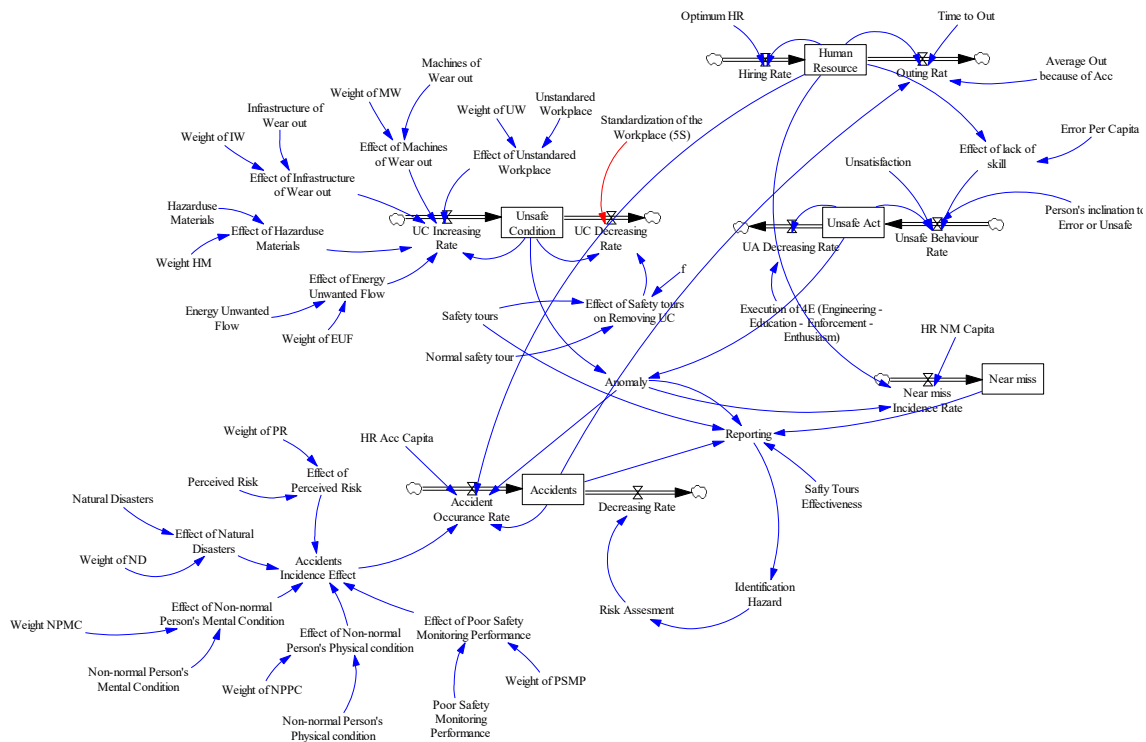 Optimum HR
Time to Out
Human
Resource
Hiring Rate
Outing Rat
Average Out
because of Acc
Machines of
Wear out
Weight of MW
Infrastructure of
Wear out
Weight of UW
Unstandared
Workplace
Standardization of the
Workplace (5S)
Weight of IW
Effect of Machines
of Wear out
Effect of Unstandared
Workplace
Error Per Capita
Effect of lack of
skill
Unsatisfaction
Effect of Infrastructure
of Wear out
Hazarduse
Materials
Effect of Hazarduse
Materials
Weight HM
UC Increasing
Rate
Unsafe
Condition
UC Decreasing
Rate
UA Decreasing Rate
Unsafe Act
Unsafe Behaviour
Rate
Person's inclination to
Error or Unsafe
Effect of Energy
Unwanted Flow
Energy Unwanted
Flow
Weight of EUF
f
Safety tours
Effect of Safety tours
on Removing UC
Normal safety tour
Execution of 4E (Engineering -
Education - Enforcement -
Enthusiasm)
HR NM Capita
Anomaly
Near miss
Near miss
Incidence Rate
Reporting
Weight of PR
HR Acc Capita
Perceived Risk
Effect of
Perceived Risk
Accident
Occurance Rate
Accidents
Decreasing Rate
Safty Tours
Effectiveness
Natural Disasters
Effect of Natural
Disasters
Weight of ND
Accidents
Incidence Effect
Identification
Hazard
Risk Assesment
Weight NPMC
Effect of Non-normal
Person's Mental Condition
Effect of Non-normal
Person's Physical condition
Effect of Poor Safety
Monitoring Performance
Non-normal Person's
Mental Condition
Weight of NPPC
Weight of PSMP
Non-normal Person's
Physical condition
Poor Safety
Monitoring
Performance